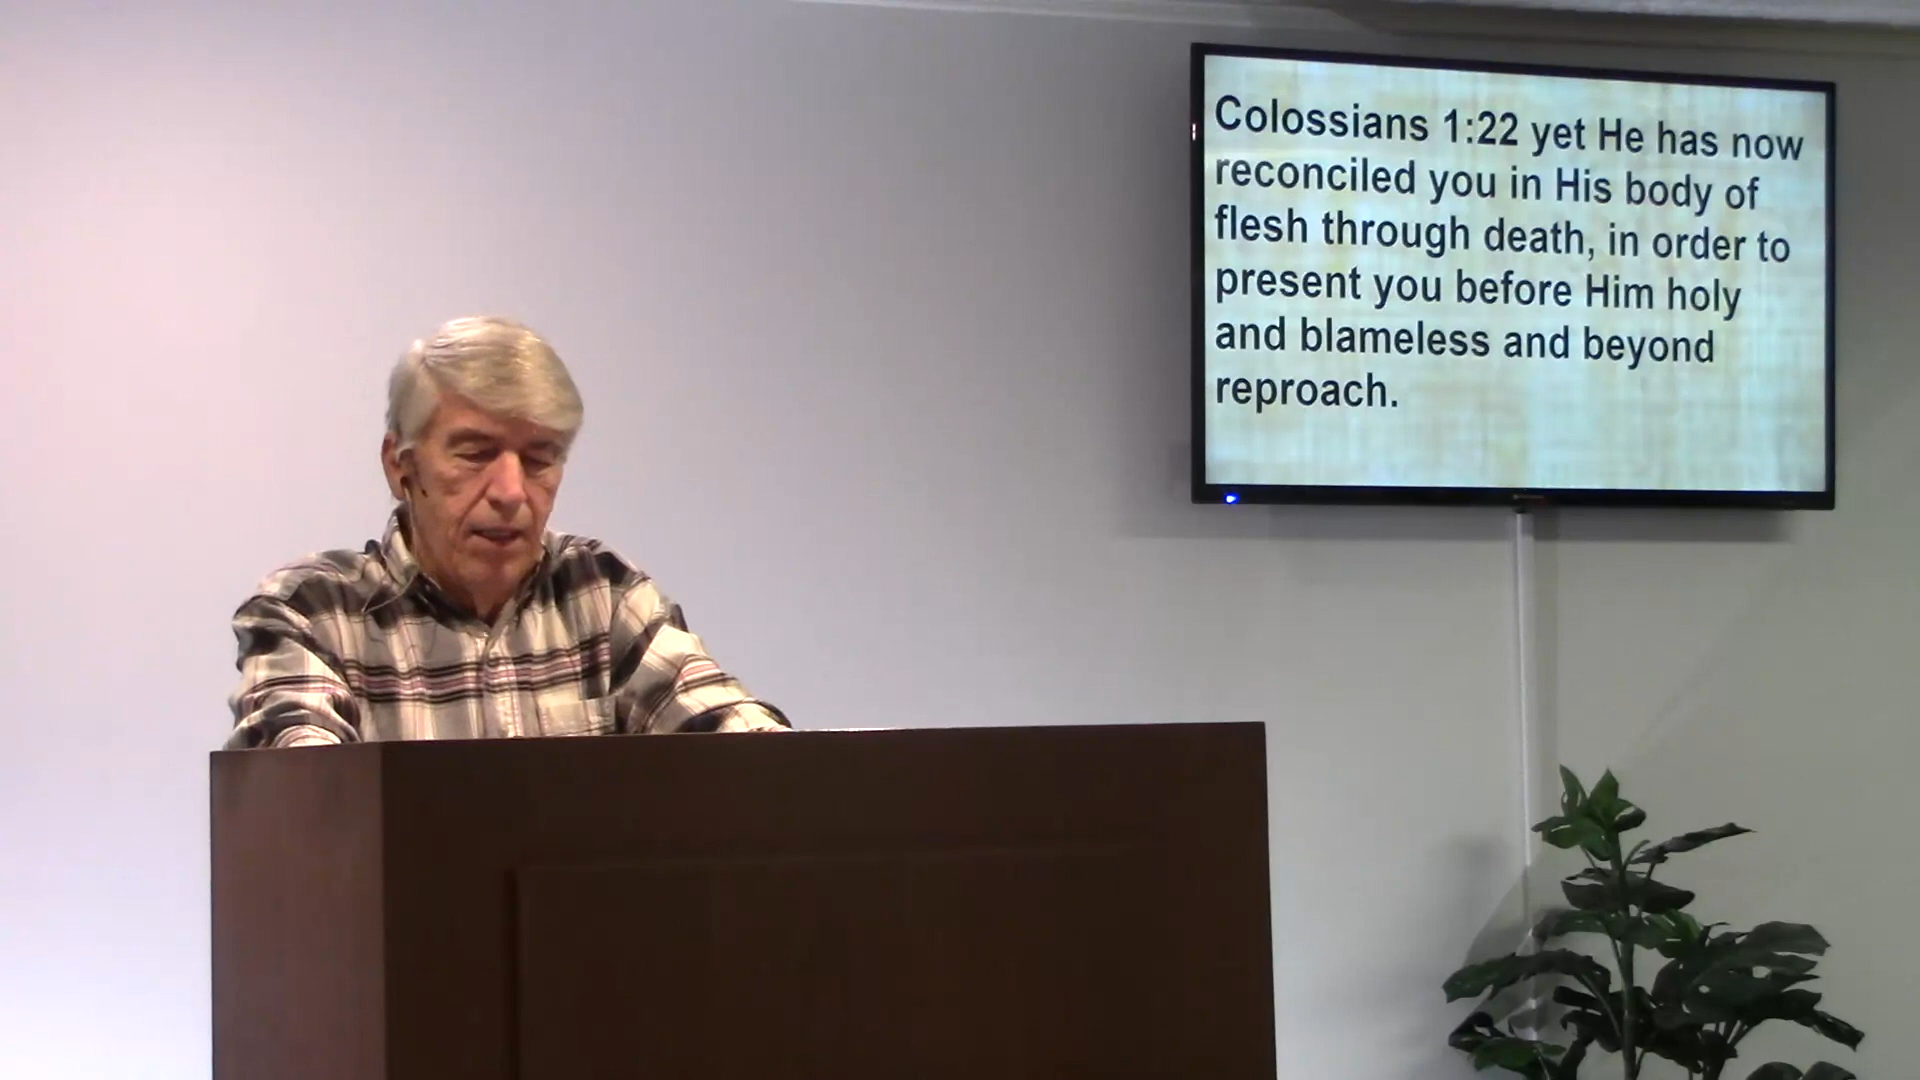 Colossians 1:22 yet He has now
reconciled you in His body of
flesh through death, in order to
present you before Him holy
and blameless and beyond
reproach.